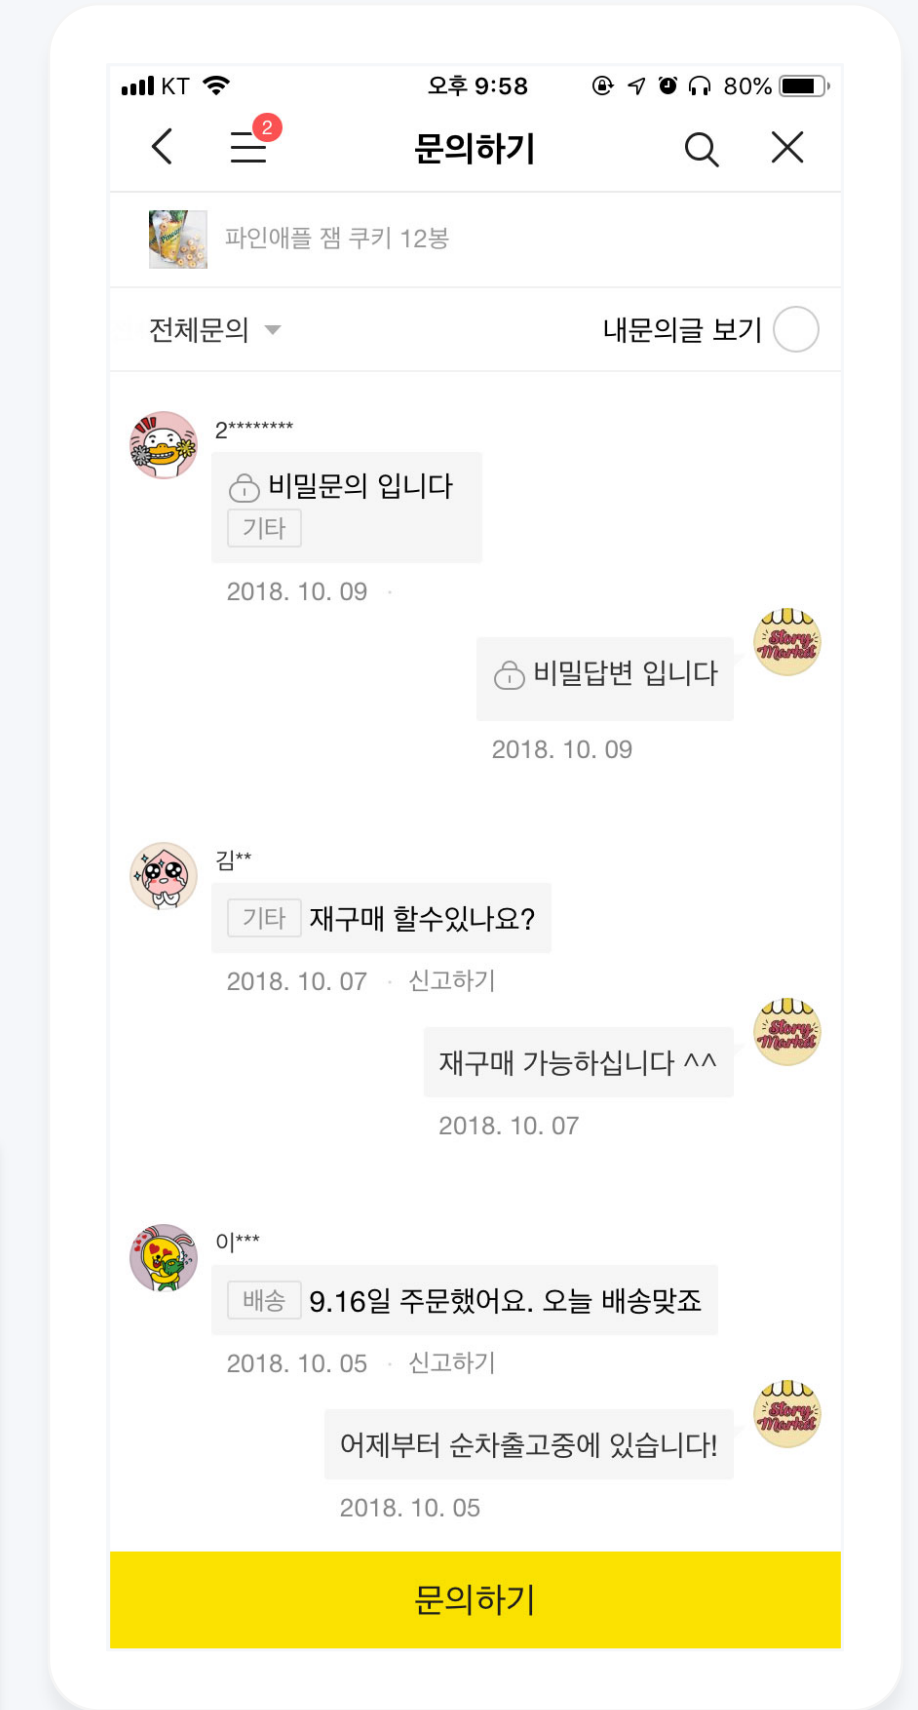 KT 오후 9:58 80%
2
문의하기
파인애플 잼 쿠키 12봉
전체문의 내문의글 보기
2********
비밀문의 입니다
기타
2018. 10. 09 ·
Story Market
비밀답변 입니다
2018. 10. 09
김**
기타 재구매 할수있나요?
2018. 10. 07 · 신고하기
Story Market
재구매 가능하십니다 ^^
2018. 10. 07
이***
배송 9.16일 주문했어요. 오늘 배송맞죠
2018. 10. 05 · 신고하기
Story Market
어제부터 순차출고중에 있습니다!
2018. 10. 05
문의하기